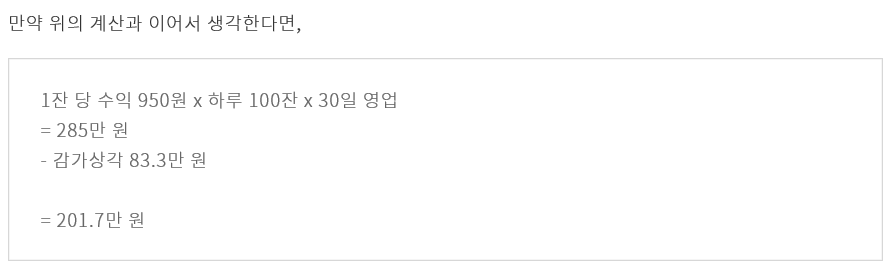 만약 위의 계산과 이어서 생각한다면,
1잔 당 수익 950원 x 하루 100잔 x 30일 영업
= 285만 원
- 감가상각 83.3만 원
= 201.7만 원